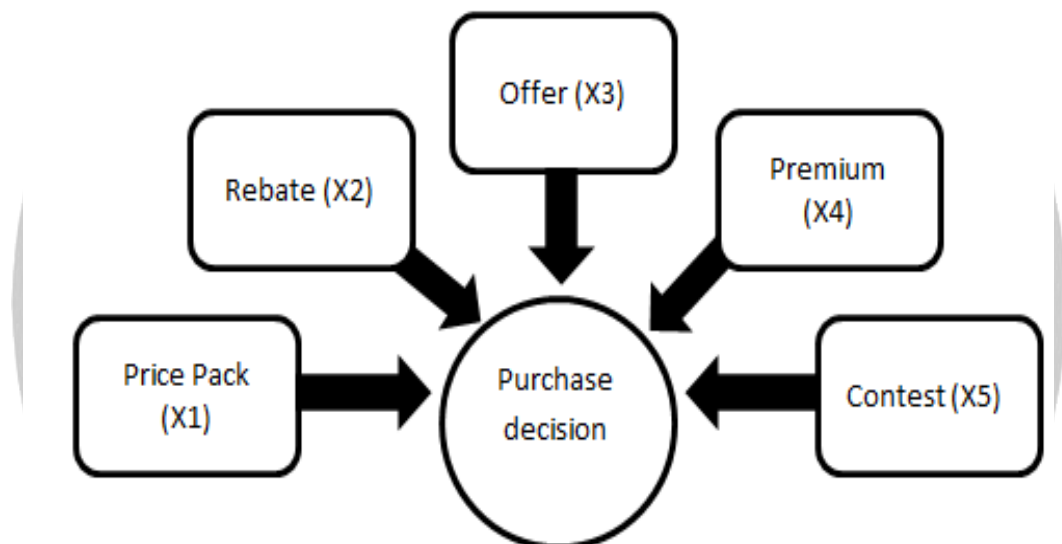 Offer (X3)
Rebate (X2)
Premium
(X4)
Price Pack
(X1)
Purchase
decision
Contest (X5)